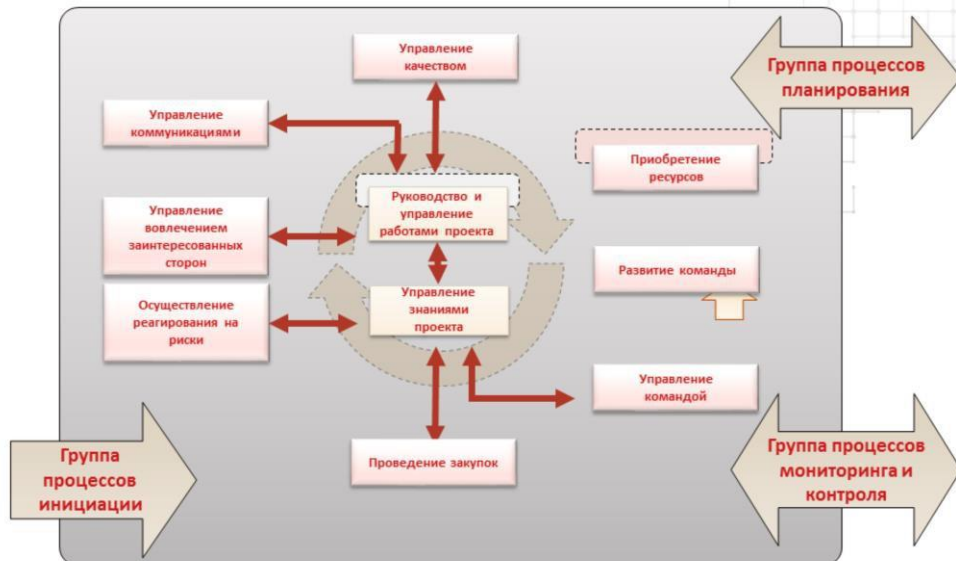 Управление
качеством
Группа процессов
планирования
Управление
коммуникациями
Приобретение
ресурсов
Руководство и
управление
работами проекта
Управление
вовлечением
заинтересованных
сторон
Развитие команды
Осуществление
реагирования на
риски
Управление
знаниями
проекта
Управление
командой
Проведение закупок
Группа
процессов
инициации
Группа процессов
мониторинга и
контроля